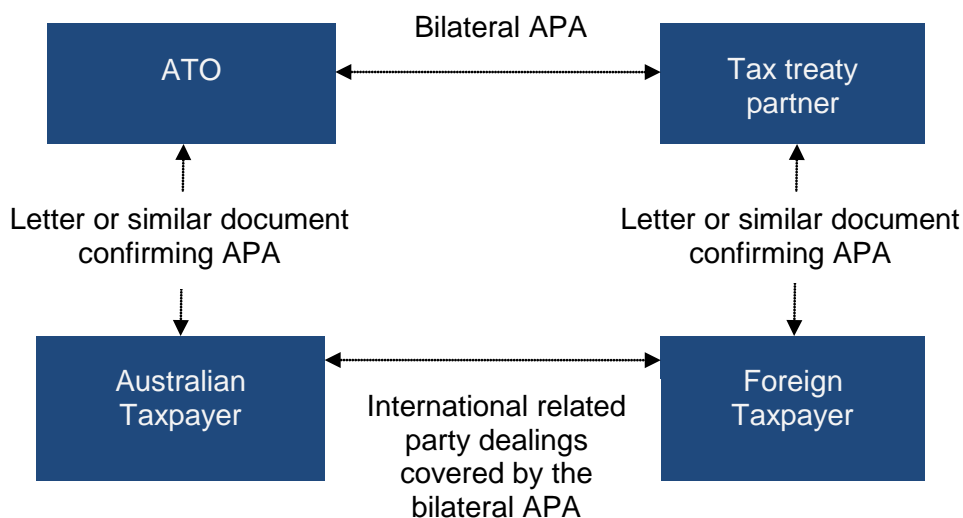 Bilateral APA
ATO
Tax treaty
partner
Letter or similar document
confirming APA
Letter or similar document
confirming APA
Australian
Taxpayer
Foreign
Taxpayer
International related
party dealings
covered by the
bilateral APA